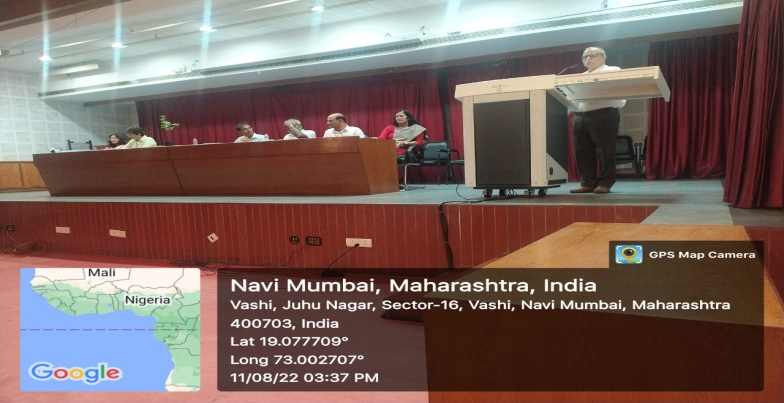 GPS Map Camera
Mali
Nigeria
Google
Navi Mumbai, Maharashtra, India
Vashi, Juhu Nagar, Sector-16, Vashi, Navi Mumbai, Maharashtra
400703, India
Lat 19.077709°
Long 73.002707°
11/08/22 03:37 PM